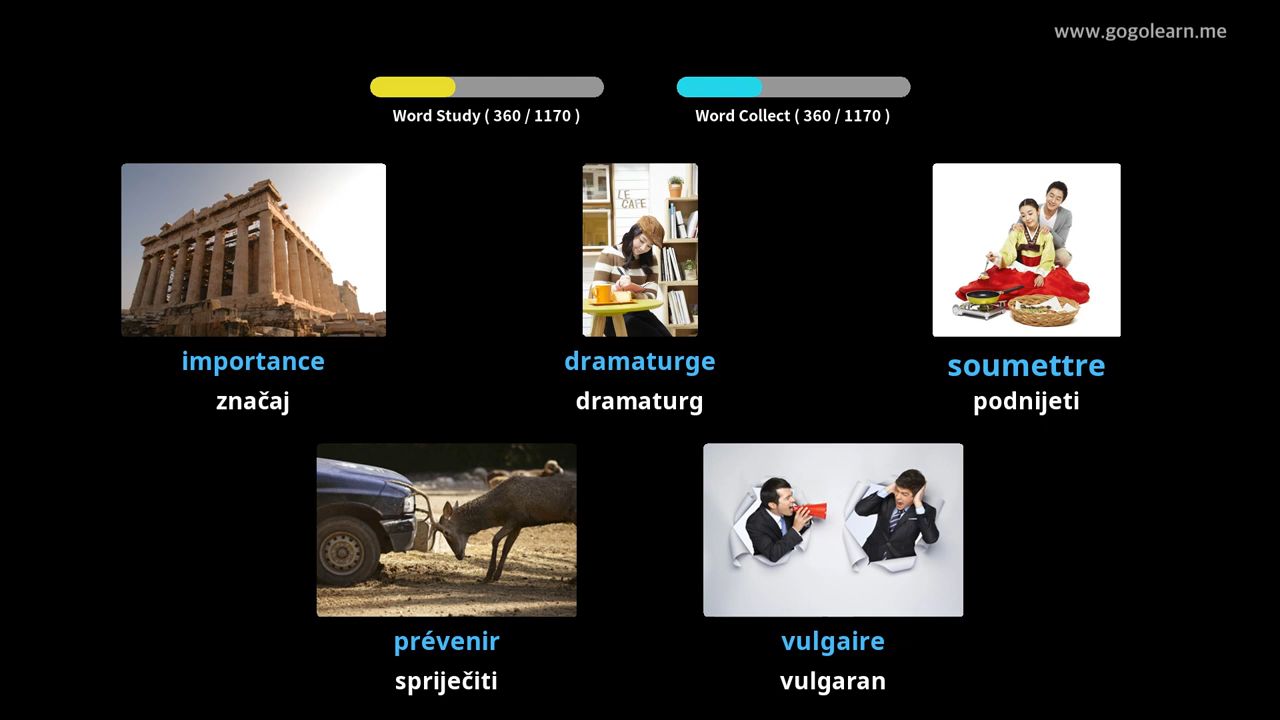 www.gogolearn.me
Word Study ( 360 / 1170 )
Word Collect ( 360 / 1170 )
LE
CAFE
importance
značaj
dramaturge
dramaturg
soumettre
podnijeti
prévenir
spriječiti
vulgaire
vulgaran